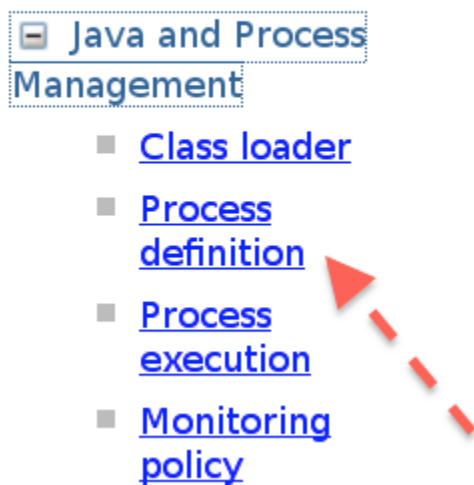 Java and Process
Management
Class loader
Process
definition
Process
execution
Monitoring
policy